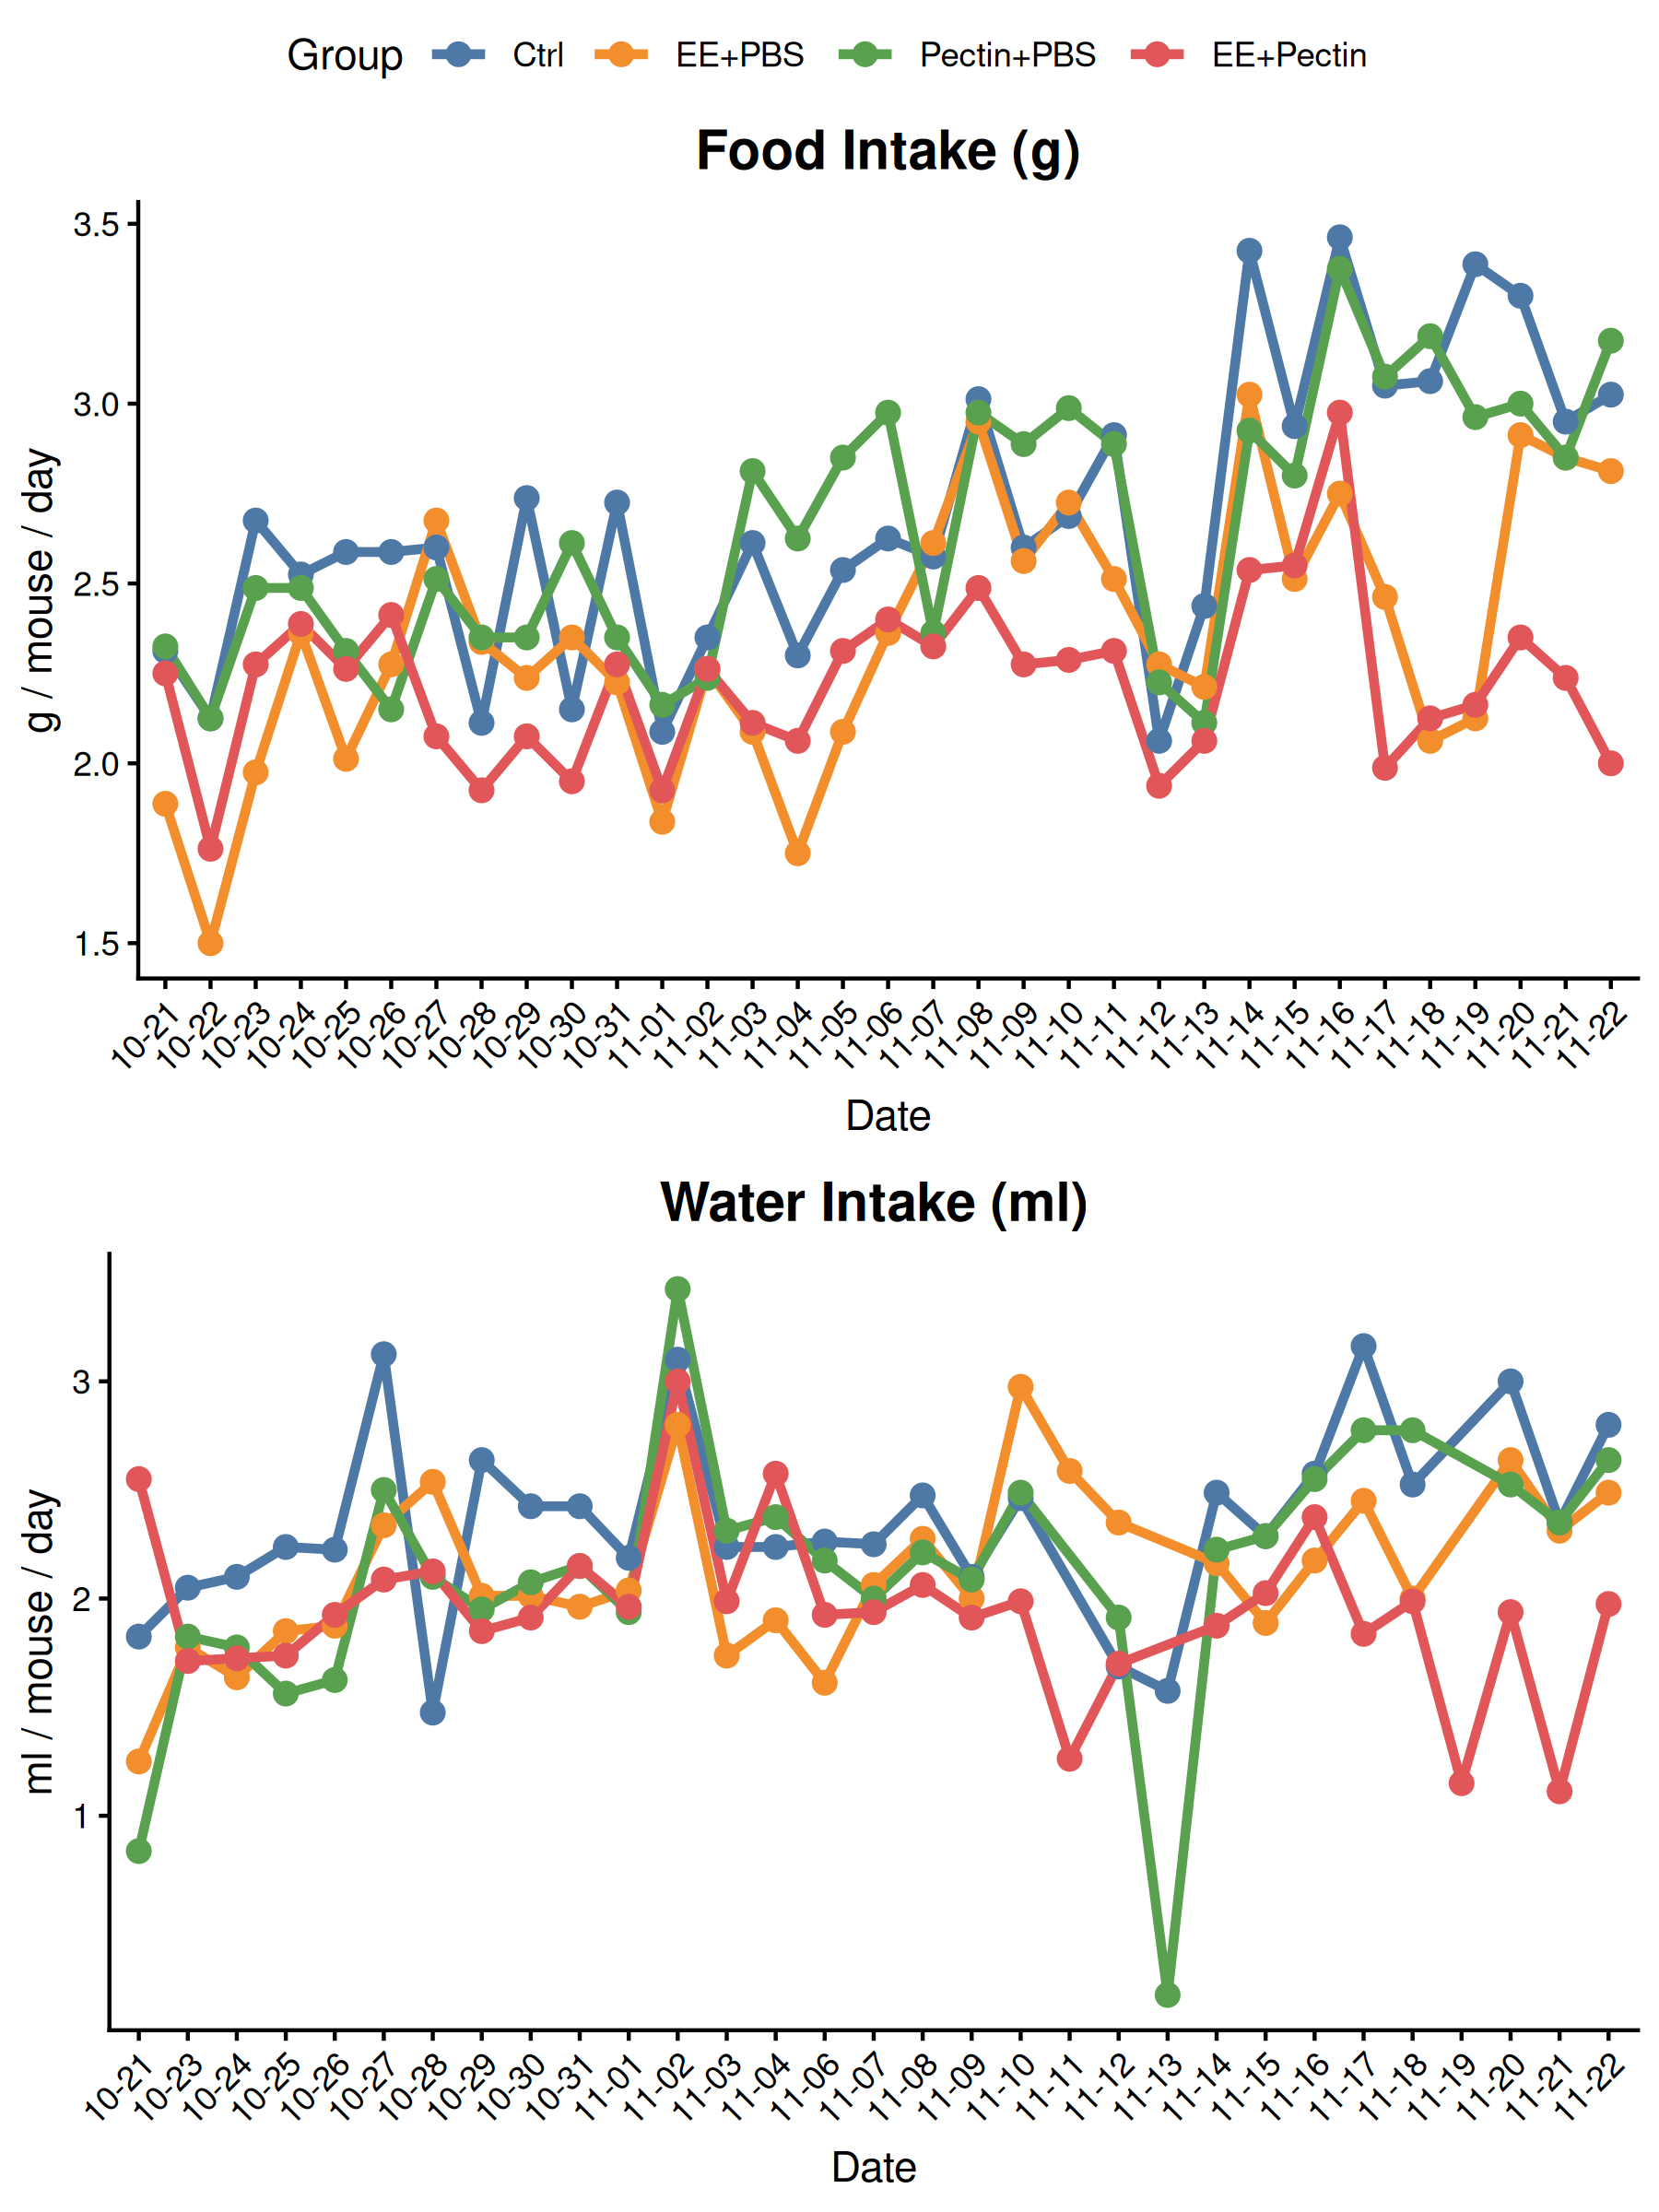 Group Ctrl EE+PBS Pectin+PBS EE+Pectin
Food Intake (g)
g / mouse / day
3.5
3.0
2.5
2.0
1.5
10-21 10-22 10-23 10-24 10-25 10-26 10-27 10-28 10-29 10-30 10-31 11-01 11-02 11-03 11-04 11-05 11-06 11-07 11-08 11-09 11-10 11-11 11-12 11-13 11-14 11-15 11-16 11-17 11-18 11-19 11-20 11-21 11-22
Date
Water Intake (ml)
ml / mouse / day
3
2
1
10-21 10-23 10-24 10-25 10-26 10-27 10-28 10-29 10-30 10-31 11-01 11-02 11-03 11-04 11-06 11-07 11-08 11-09 11-10 11-11 11-12 11-13 11-14 11-15 11-16 11-17 11-18 11-19 11-20 11-21 11-22
Date